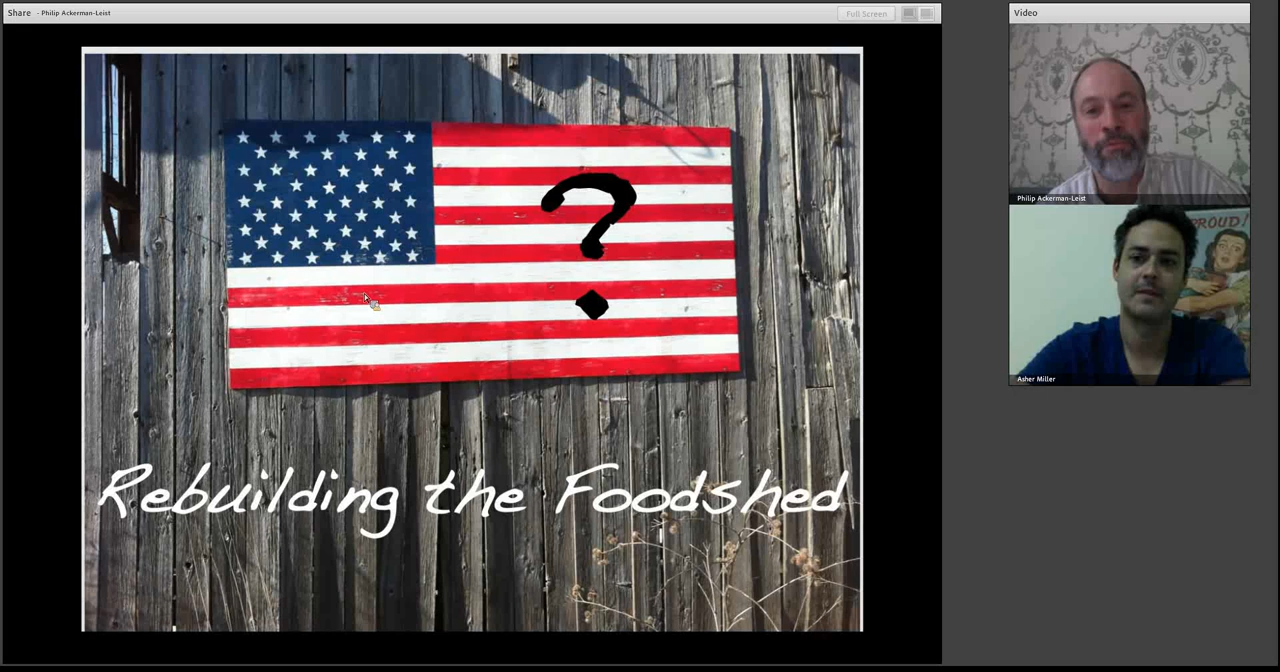 Share - Philip Ackerman-Leist
Full Screen
Video
?
Rebuilding the Foodshed
Philip Ackerman-Leist
PROUD!
Asher Miller